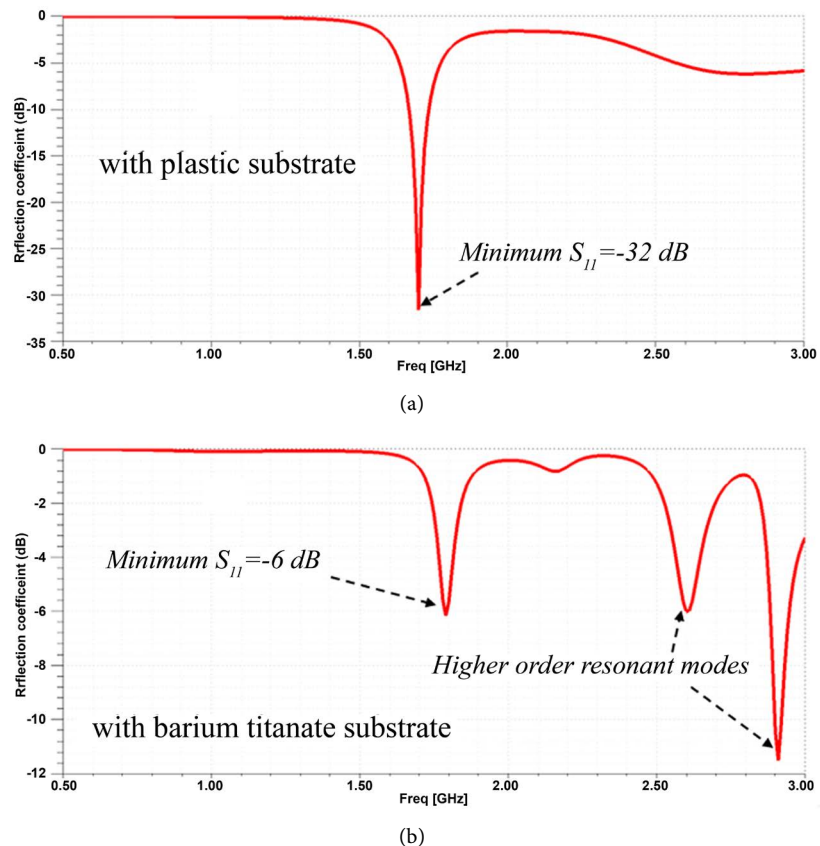 0
-5
-10
-15
-20
-25
-30
-35
Rrflection coefficeint (dB)
with plastic substrate
Minimum S11=-32 dB
0.50 1.00 1.50 2.00 2.50 3.00
Freq [GHz]
(a)
0
-2
-4
-6
-8
-10
-12
Rrflection coefficeint (dB)
Minimum S11=-6 dB
Higher order resonant modes
with barium titanate substrate
0.50 1.00 1.50 2.00 2.50 3.00
Freq [GHz]
(b)